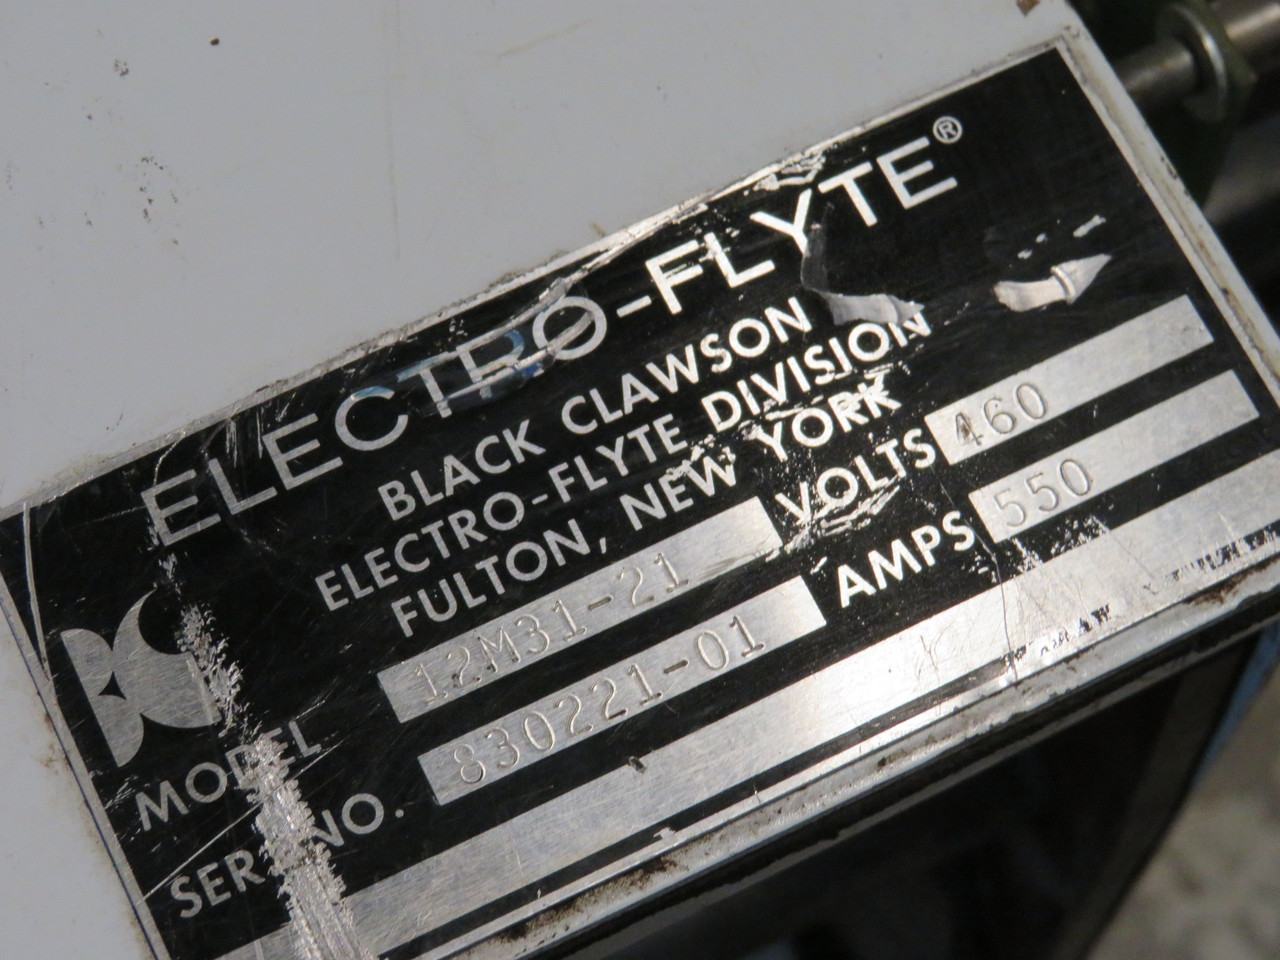 ELECTRO-FLYTE®
BLACK CLAWSON
ELECTRO-FLYTE DIVISION
FULTON, NEW YORK
MODEL 12M31-21 VOLTS 460
SER. NO. 830221-01 AMPS 550